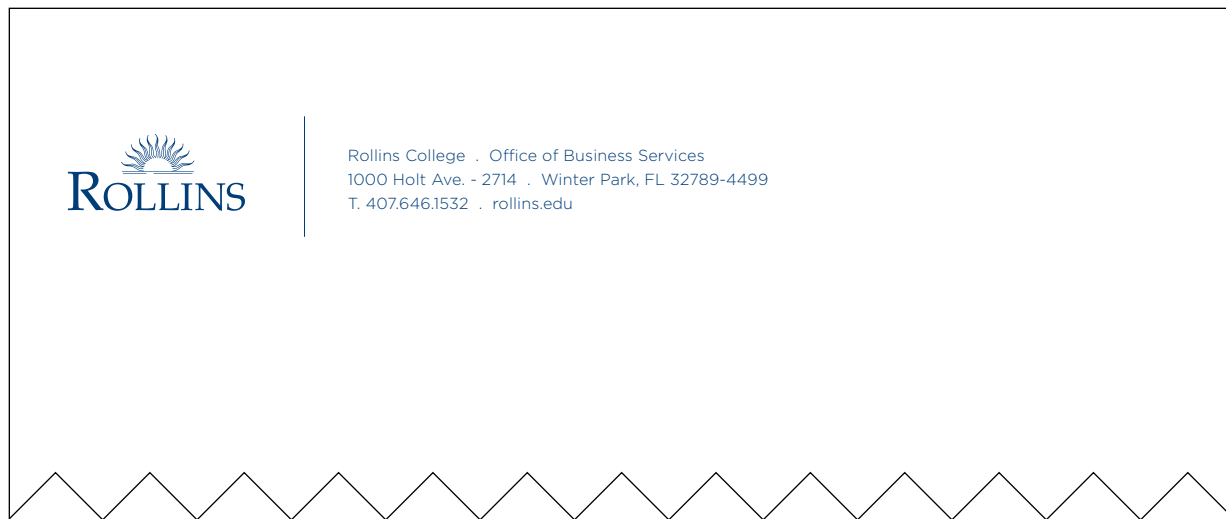 ROLLINS
Rollins College . Office of Business Services
1000 Holt Ave. - 2714 . Winter Park, FL 32789-4499
T. 407.646.1532 . rollins.edu